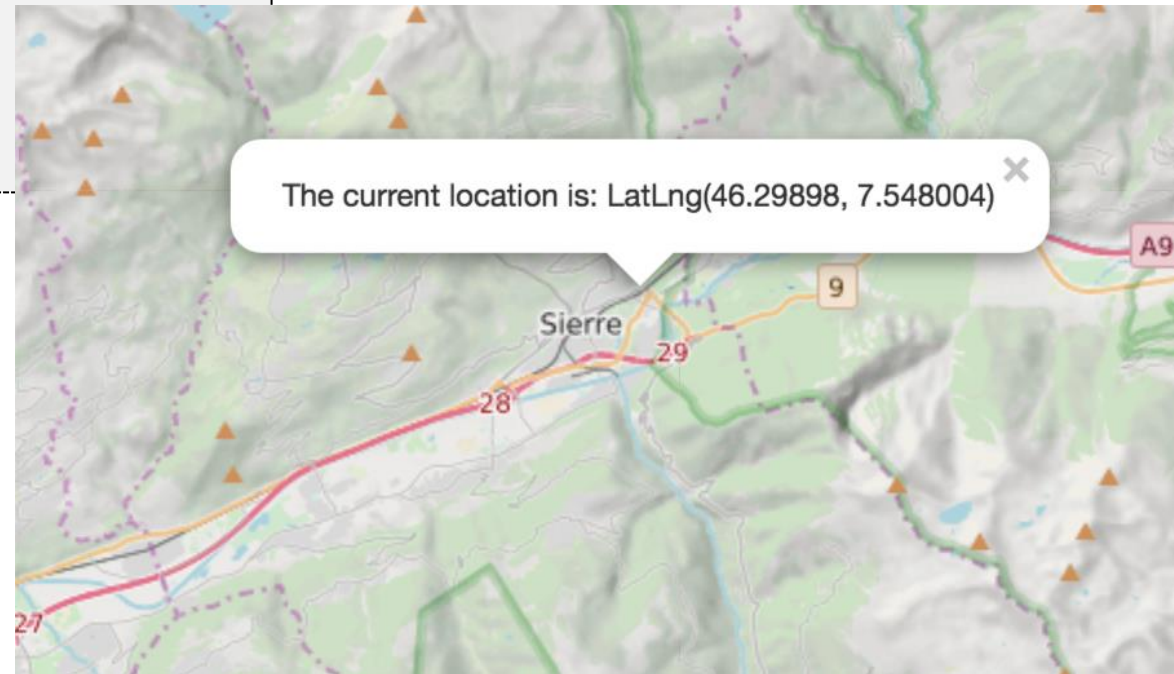 The current location is: LatLng(46.29898, 7.548004)
×
A9
9
Sierre
29
28
27